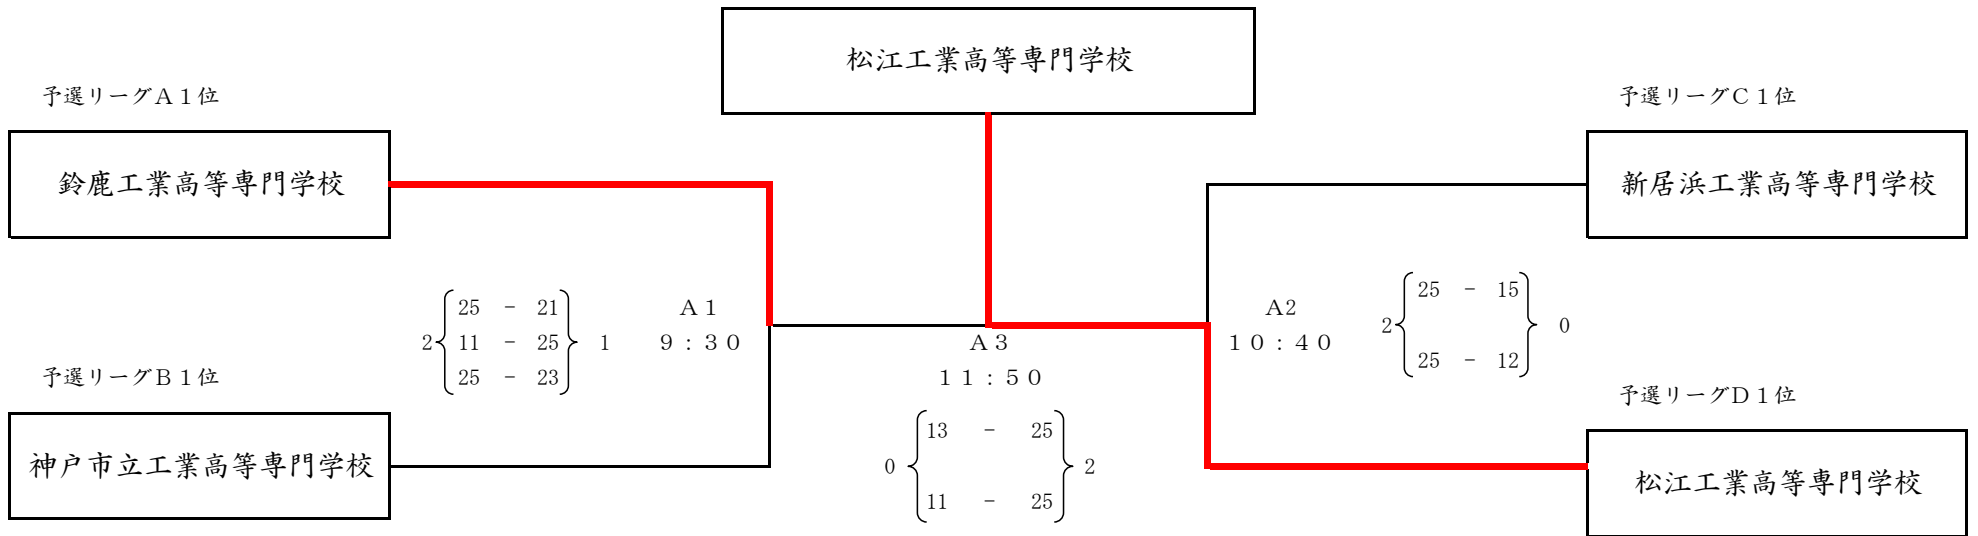 松江工業高等専門学校
予選リーグA１位
鈴鹿工業高等専門学校
2 25 - 21 1
11 - 25
25 - 23
A１
９：３０
予選リーグB１位
神戸市立工業高等専門学校
A３
１１：５０
0 13 - 25 2
11 - 25
予選リーグC１位
新居浜工業高等専門学校
A2
１０：４０
2 25 - 15 0
25 - 12
予選リーグD１位
松江工業高等専門学校